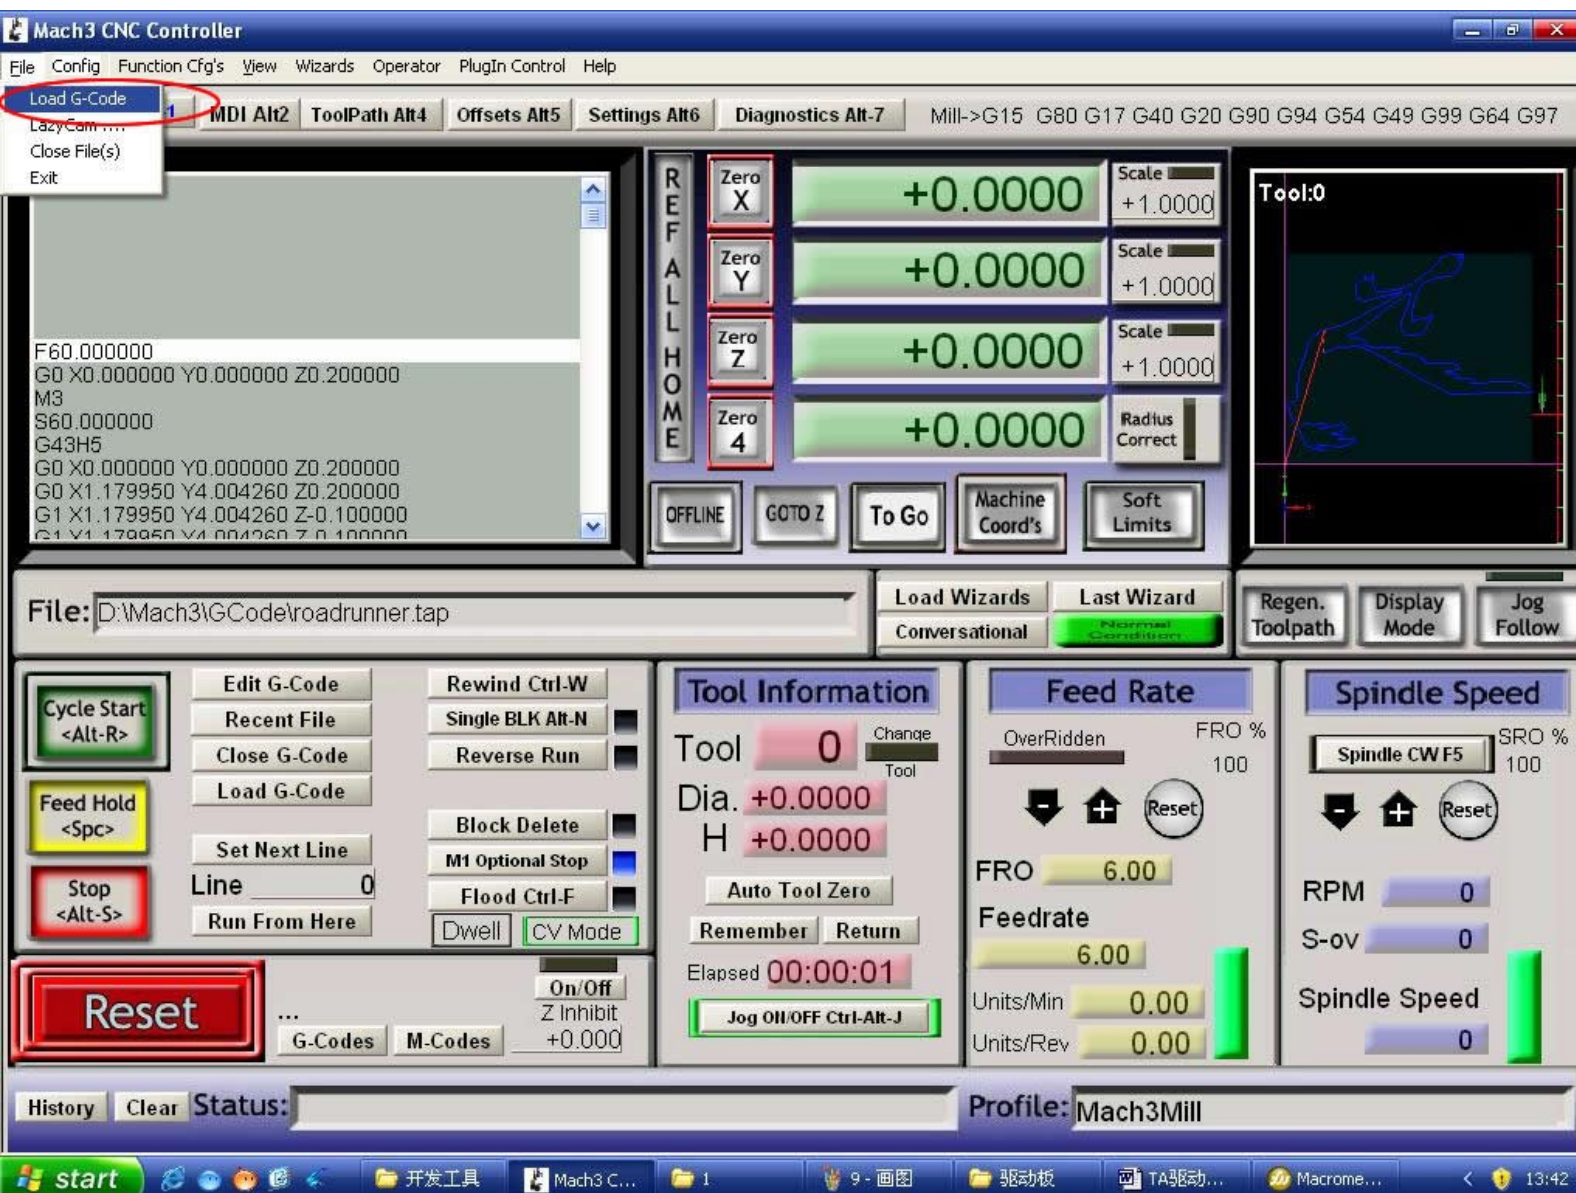 Mach3 CNC Controller
File Config Function Cfg's View Wizards Operator PlugIn Control Help
Load G-Code
LazyCam ....
Close File(s)
Exit
MDI Alt2 ToolPath Alt4 Offsets Alt5 Settings Alt6 Diagnostics Alt-7 Mill->G15 G80 G17 G40 G20 G90 G94 G54 G49 G99 G64 G97
F60.000000
G0 X0.000000 Y0.000000 Z0.200000
M3
S60.000000
G43H5
G0 X0.000000 Y0.000000 Z0.200000
G0 X1.179950 Y4.004260 Z0.200000
G1 X1.179950 Y4.004260 Z-0.100000
REF ALL HOME
Zero X +0.0000 Scale +1.0000
Zero Y +0.0000 Scale +1.0000
Zero Z +0.0000 Scale +1.0000
Zero 4 +0.0000 Radius Correct
OFFLINE GOTO Z To Go Machine Coord's Soft Limits
Tool:0
File: D:\Mach3\GCode\roadrunner.tap
Load Wizards Last Wizard
Conversational Normal Condition
Regen. Toolpath Display Mode Jog Follow
Cycle Start <Alt-R>
Feed Hold <Spc>
Stop <Alt-S>
Edit G-Code
Recent File
Close G-Code
Load G-Code
Set Next Line
Line 0
Run From Here
Rewind Ctrl-W
Single BLK Alt-N
Reverse Run
Block Delete
M1 Optional Stop
Flood Ctrl-F
Dwell CV Mode
Reset
...
G-Codes M-Codes
On/Off
Z Inhibit
+0.000
Tool Information
Tool 0 Change Tool
Dia. +0.0000
H +0.0000
Auto Tool Zero
Remember Return
Elapsed 00:00:01
Jog ON/OFF Ctrl-Alt-J
Feed Rate
OverRidden FRO %
100
Reset
FRO 6.00
Feedrate
6.00
Units/Min 0.00
Units/Rev 0.00
Spindle Speed
Spindle CW F5 SRO %
100
Reset
RPM 0
S-ov 0
Spindle Speed
0
History Clear Status: Profile: Mach3Mill
start 开发工具 Mach3 C... 1 9 - 画图 驱动板 TA驱动... Macrome... 13:42